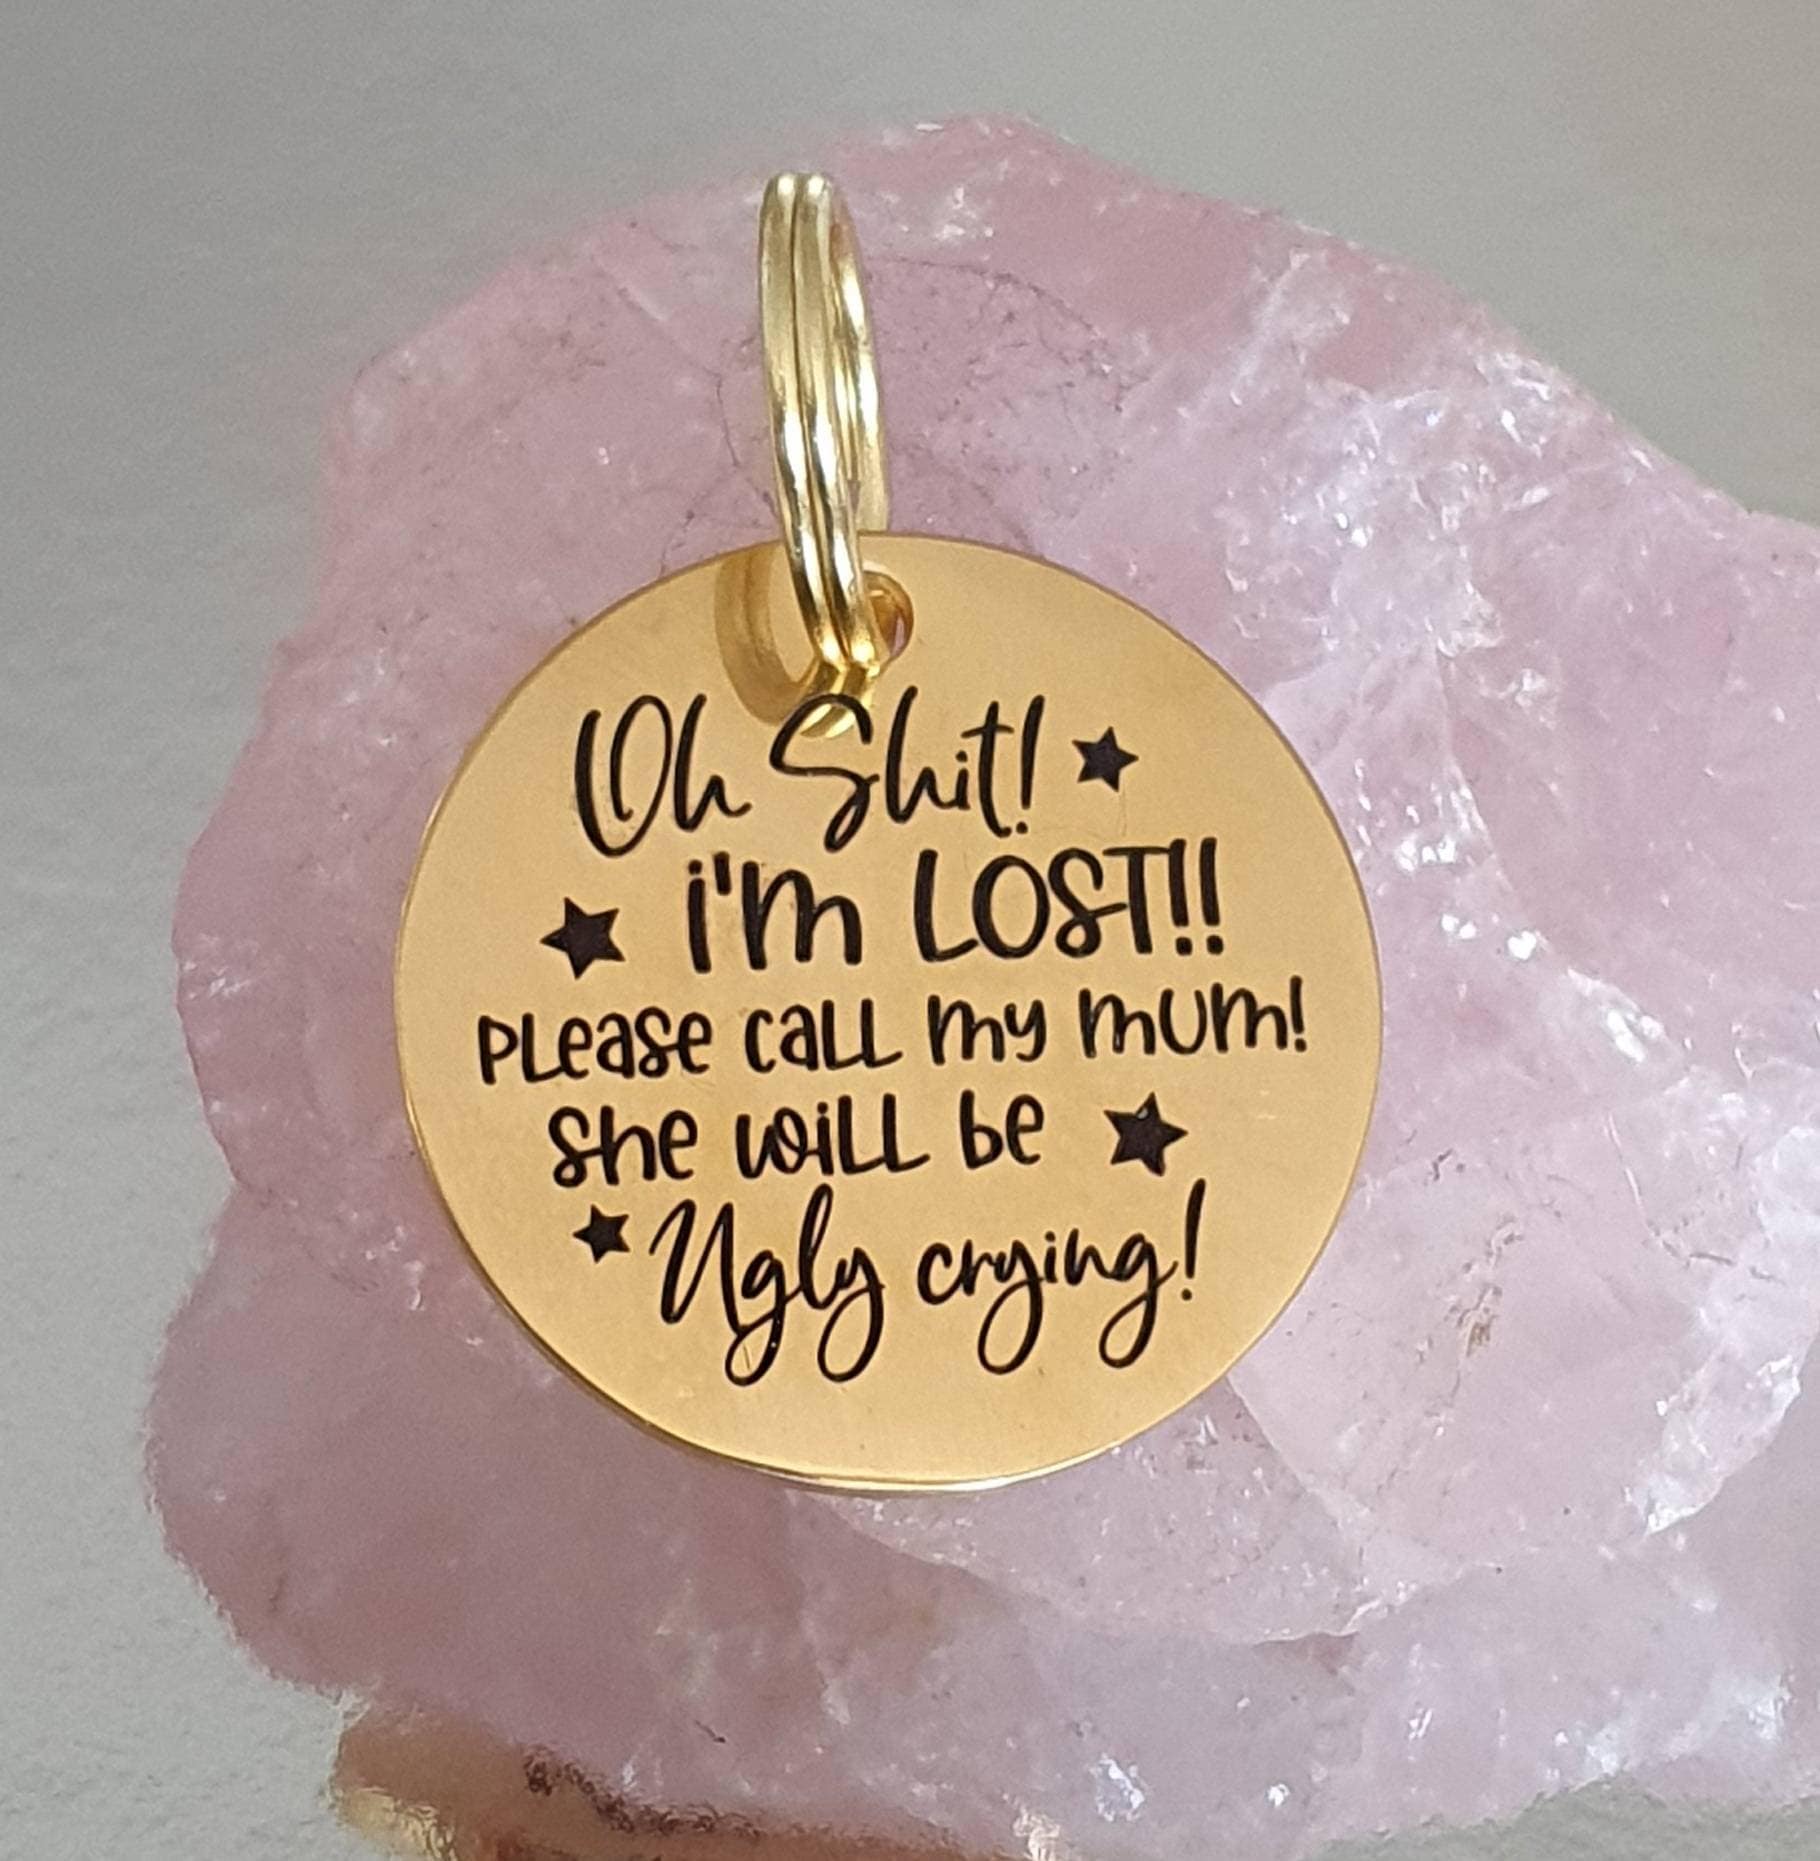 Oh Shit!
i'm LOST!!
PLease caLL my mum!
She wiLL be
Ugly crying!